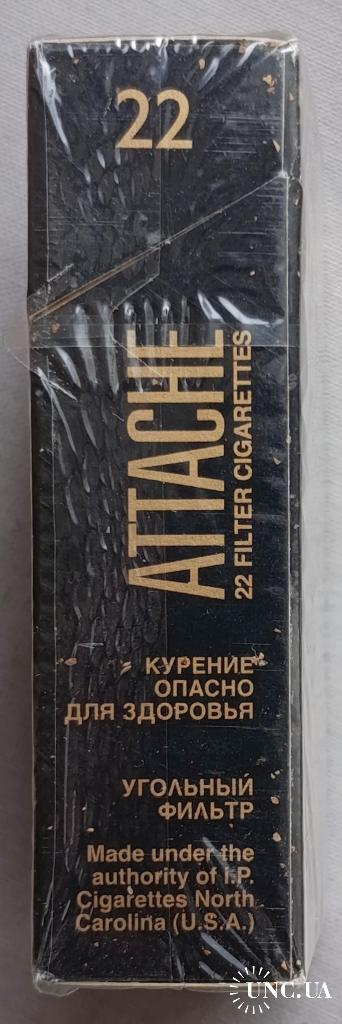 22
ATTACHE
22 FILTER CIGARETTES
КУРЕНИЕ
ОПАСНО
ДЛЯ ЗДОРОВЬЯ
УГОЛЬНЫЙ
ФИЛЬТР
Made under the
authority of I.P.
Cigarettes North
Carolina (U.S.A.)
UNC.UA